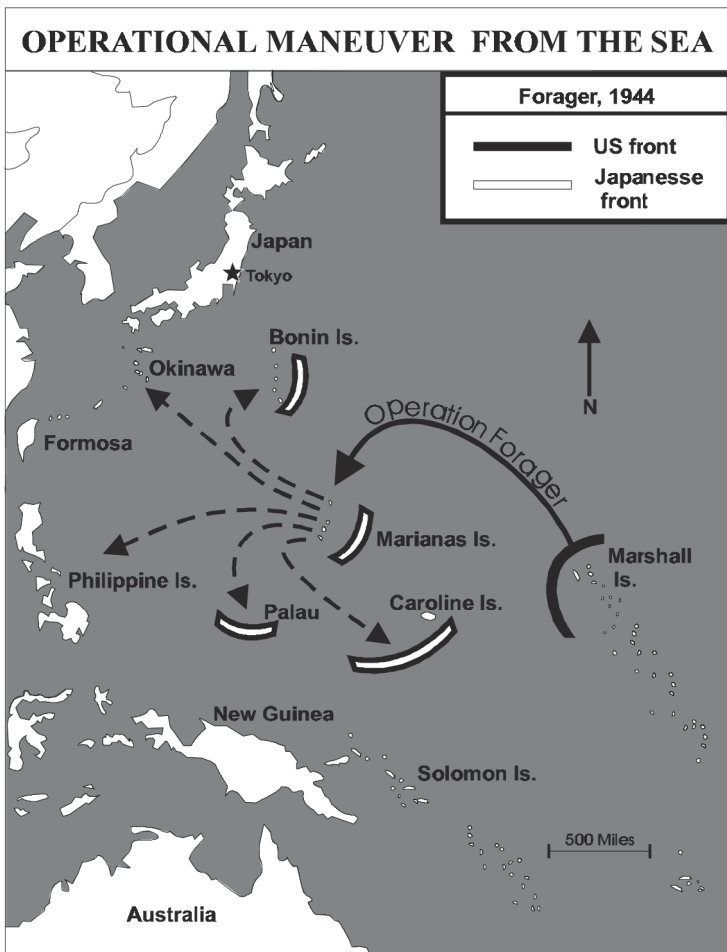 OPERATIONAL MANEUVER FROM THE SEA
Forager, 1944
US front
Japanesse
front
Japan
Tokyo
Bonin Is.
Okinawa
Operation Forager
N
Formosa
Marianas Is.
Marshall
Is.
Philippine Is.
Palau
Caroline Is.
New Guinea
Solomon Is.
500 Miles
Australia